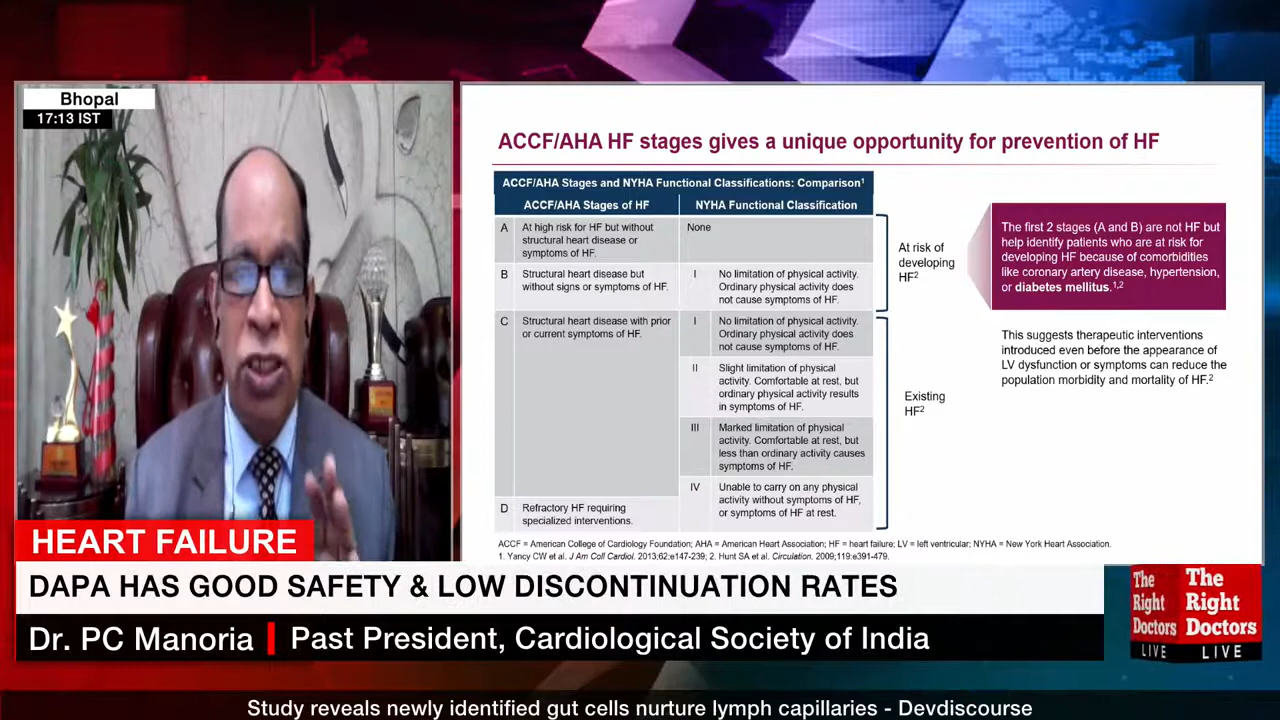 Bhopal
17:13 IST
ACCF/AHA HF stages gives a unique opportunity for prevention of HF
ACCF/AHA Stages and NYHA Functional Classifications: Comparison¹
ACCF/AHA Stages of HF
NYHA Functional Classification
A
At high risk for HF but without
structural heart disease or
symptoms of HF.
None
B
Structural heart disease but
without signs or symptoms of HF.
I
No limitation of physical activity.
Ordinary physical activity does
not cause symptoms of HF.
C
Structural heart disease with prior
or current symptoms of HF.
I
No limitation of physical activity.
Ordinary physical activity does
not cause symptoms of HF.
II
Slight limitation of physical
activity. Comfortable at rest, but
ordinary physical activity results
in symptoms of HF.
III
Marked limitation of physical
activity. Comfortable at rest, but
less than ordinary activity causes
symptoms of HF.
IV
Unable to carry on any physical
activity without symptoms of HF,
or symptoms of HF at rest.
D
Refractory HF requiring
specialized interventions.
At risk of
developing
HF²
Existing
HF²
The first 2 stages (A and B) are not HF but
help identify patients who are at risk for
developing HF because of comorbidities
like coronary artery disease, hypertension,
or diabetes mellitus.¹,²
This suggests therapeutic interventions
introduced even before the appearance of
LV dysfunction or symptoms can reduce the
population morbidity and mortality of HF.²
ACCF = American College of Cardiology Foundation; AHA = American Heart Association; HF = heart failure; LV = left ventricular; NYHA = New York Heart Association.
1. Yancy CW et al. J Am Coll Cardiol. 2013;62:e147-239; 2. Hunt SA et al. Circulation. 2009;119:e391-479.
HEART FAILURE
DAPA HAS GOOD SAFETY & LOW DISCONTINUATION RATES
Dr. PC Manoria | Past President, Cardiological Society of India
The
Right
Doctors
LIVE
The
Right
Doctors
LIVE
Study reveals newly identified gut cells nurture lymph capillaries - Devdiscourse